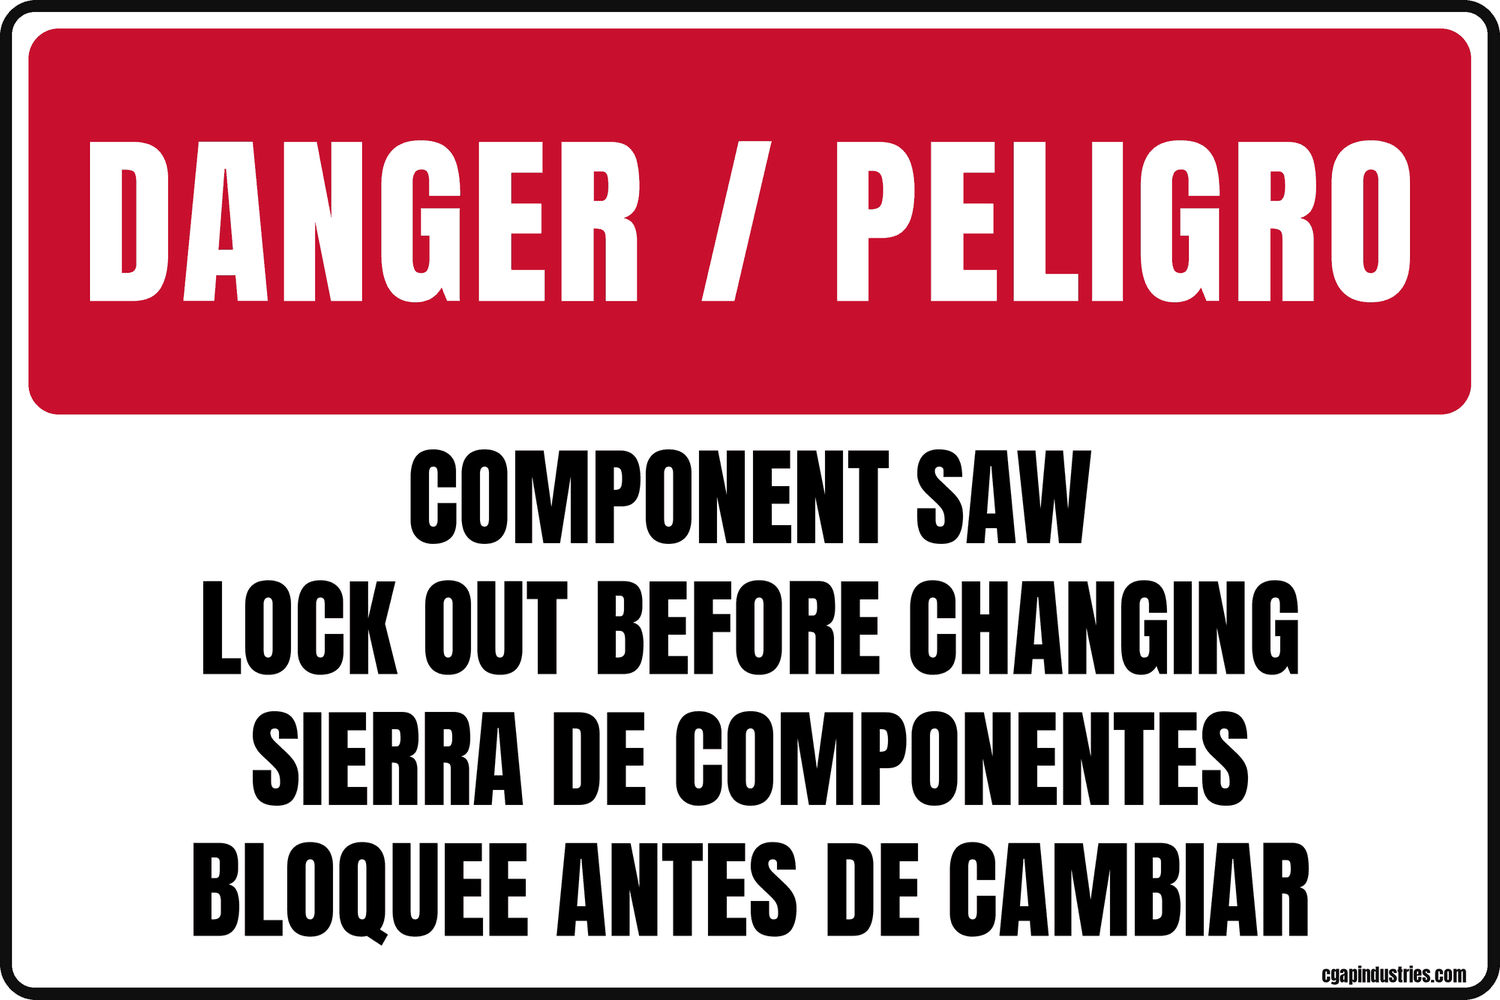 DANGER / PELIGRO
COMPONENT SAW
LOCK OUT BEFORE CHANGING
SIERRA DE COMPONENTES
BLOQUEE ANTES DE CAMBIAR
cgapindustries.com